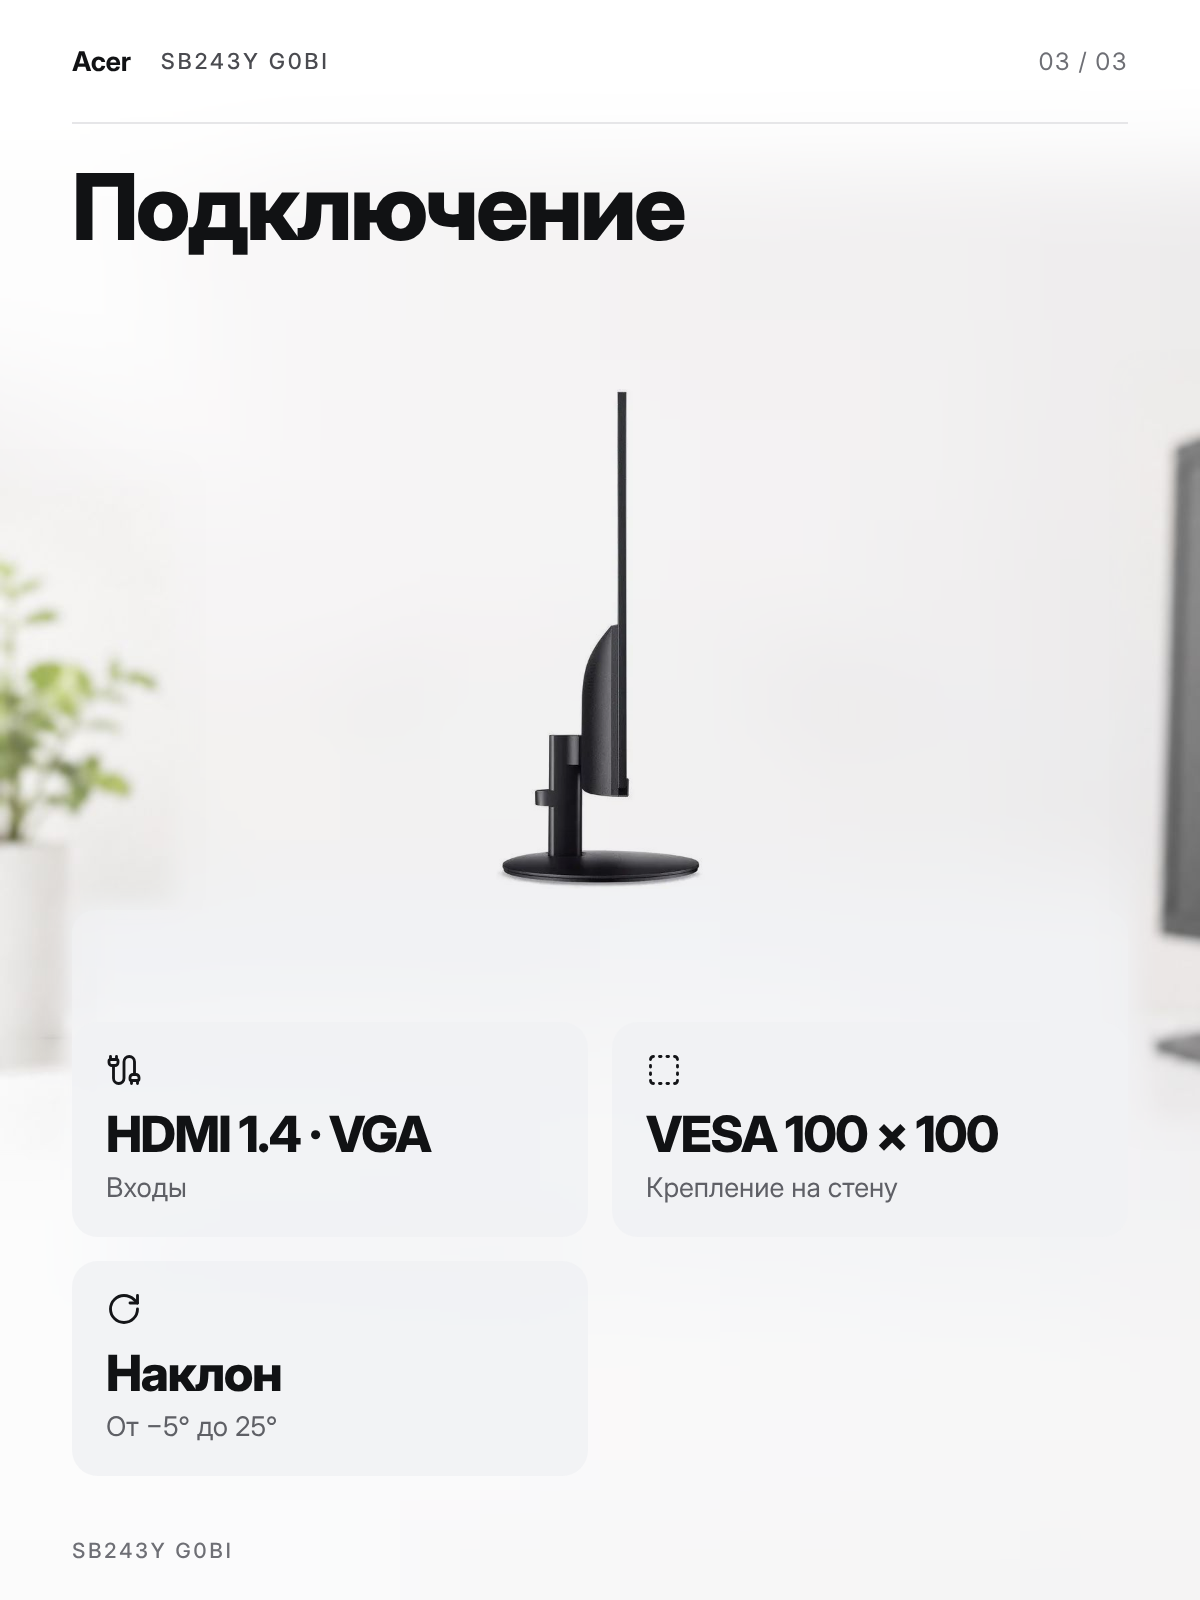 Acer SB243Y G0BI 03 / 03
Подключение
HDMI 1.4 · VGA
Входы
VESA 100 × 100
Крепление на стену
Наклон
От −5° до 25°
SB243Y G0BI